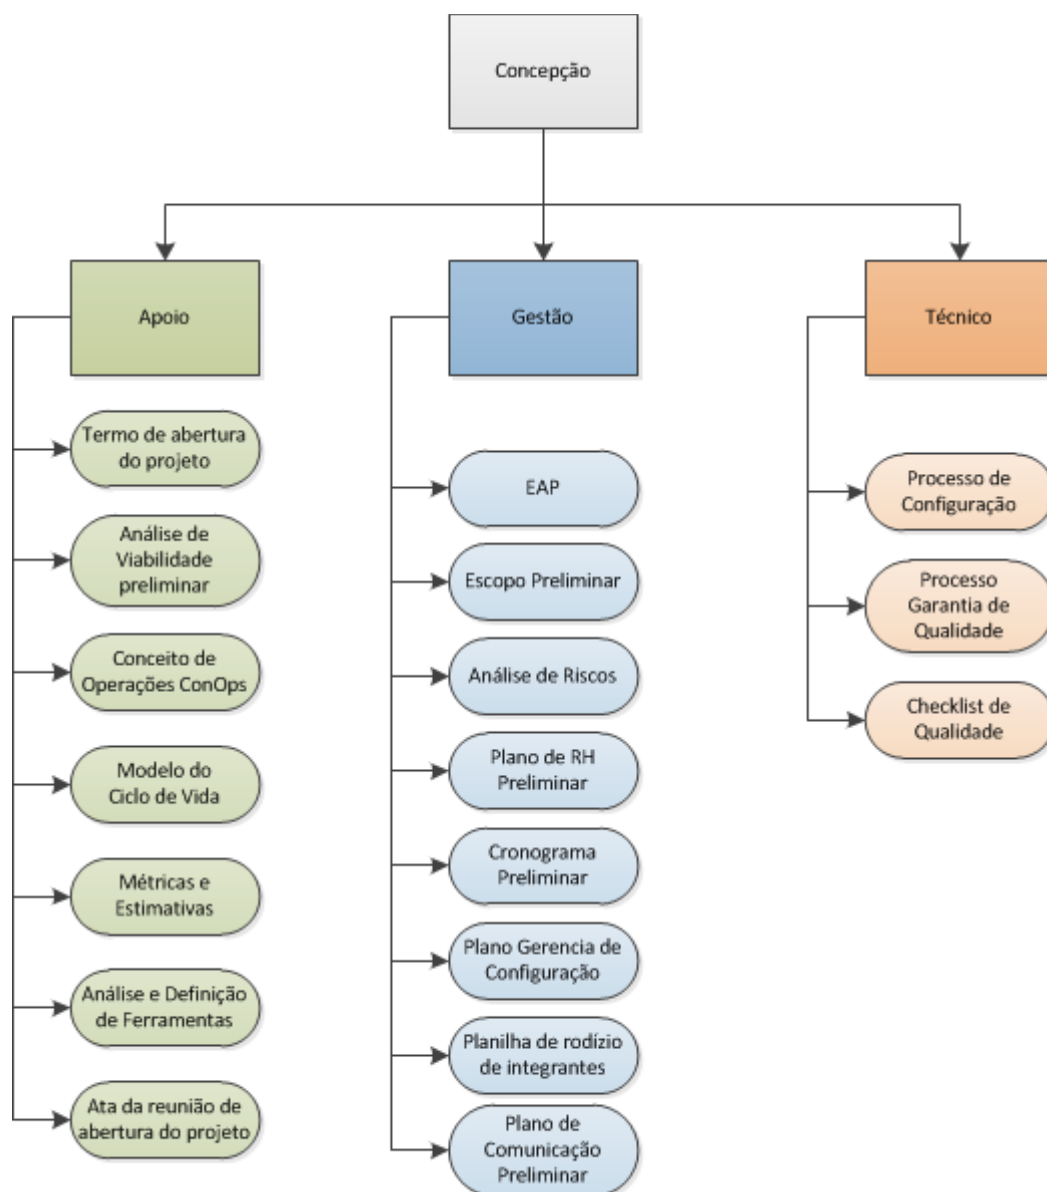 Concepção
Apoio
Gestão
Técnico
Termo de abertura
do projeto
Análise de
Viabilidade
preliminar
Conceito de
Operações ConOps
Modelo do
Ciclo de Vida
Métricas e
Estimativas
Análise e Definição
de Ferramentas
Ata da reunião de
abertura do projeto
EAP
Escopo Preliminar
Análise de Riscos
Plano de RH
Preliminar
Cronograma
Preliminar
Plano Gerencia de
Configuração
Planilha de rodízio
de integrantes
Plano de
Comunicação
Preliminar
Processo de
Configuração
Processo
Garantia de
Qualidade
Checklist de
Qualidade